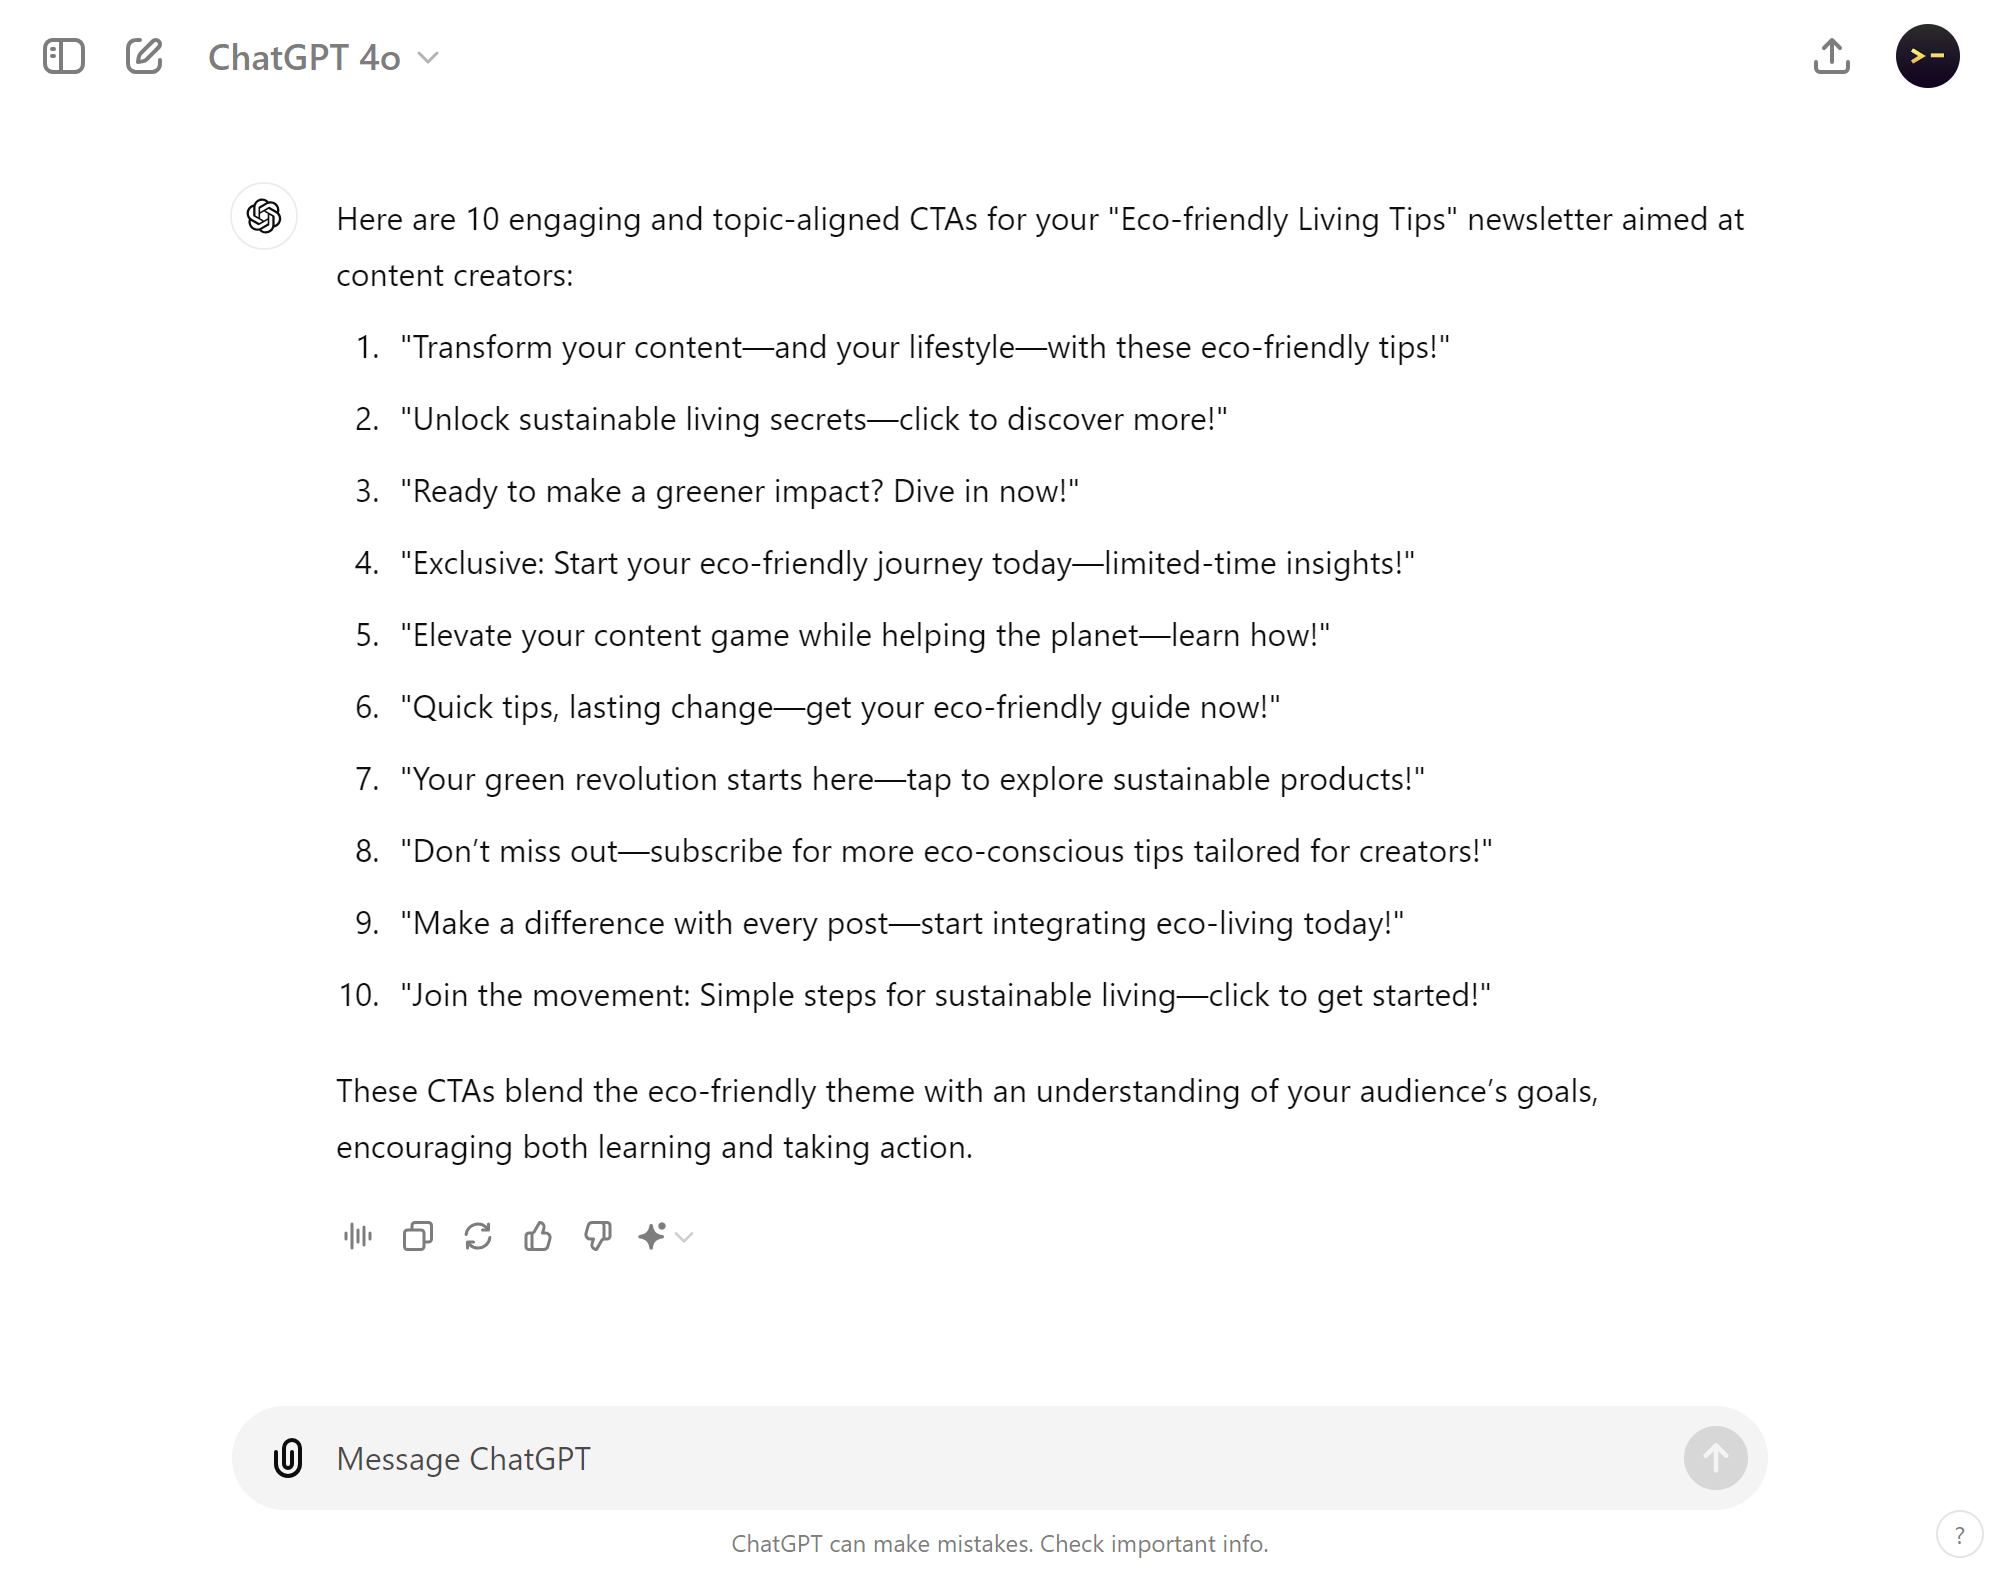 ChatGPT 4o
Here are 10 engaging and topic-aligned CTAs for your "Eco-friendly Living Tips" newsletter aimed at
content creators:
1. "Transform your content—and your lifestyle—with these eco-friendly tips!"
2. "Unlock sustainable living secrets—click to discover more!"
3. "Ready to make a greener impact? Dive in now!"
4. "Exclusive: Start your eco-friendly journey today—limited-time insights!"
5. "Elevate your content game while helping the planet—learn how!"
6. "Quick tips, lasting change—get your eco-friendly guide now!"
7. "Your green revolution starts here—tap to explore sustainable products!"
8. "Don’t miss out—subscribe for more eco-conscious tips tailored for creators!"
9. "Make a difference with every post—start integrating eco-living today!"
10. "Join the movement: Simple steps for sustainable living—click to get started!"
These CTAs blend the eco-friendly theme with an understanding of your audience’s goals,
encouraging both learning and taking action.
Message ChatGPT
ChatGPT can make mistakes. Check important info.
?